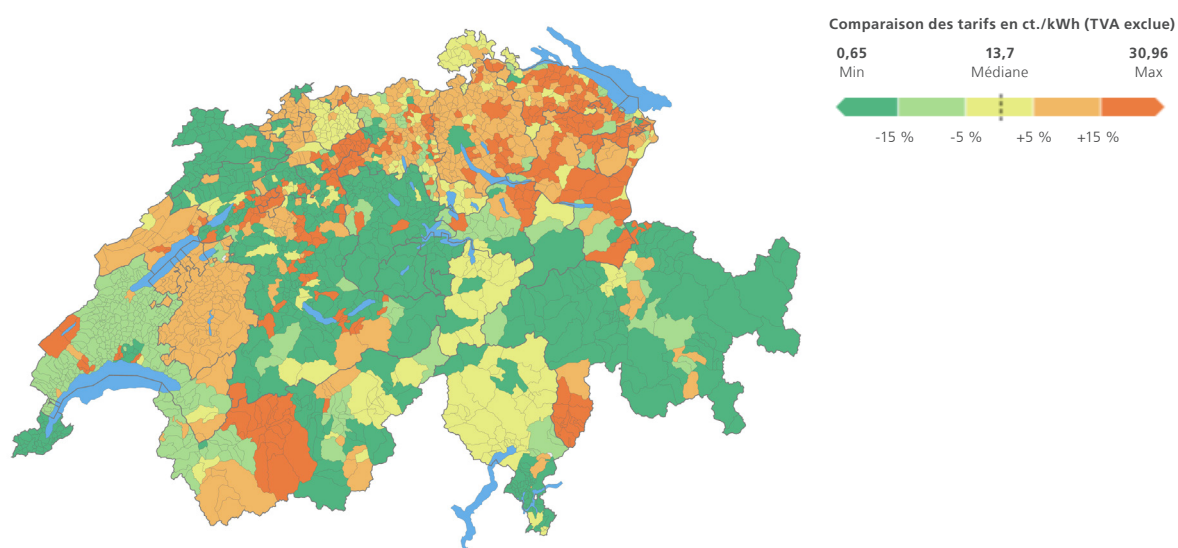 Comparaison des tarifs en ct./kWh (TVA exclue)
0,65 13,7 30,96
Min Médiane Max
-15 % -5 % +5 % +15 %